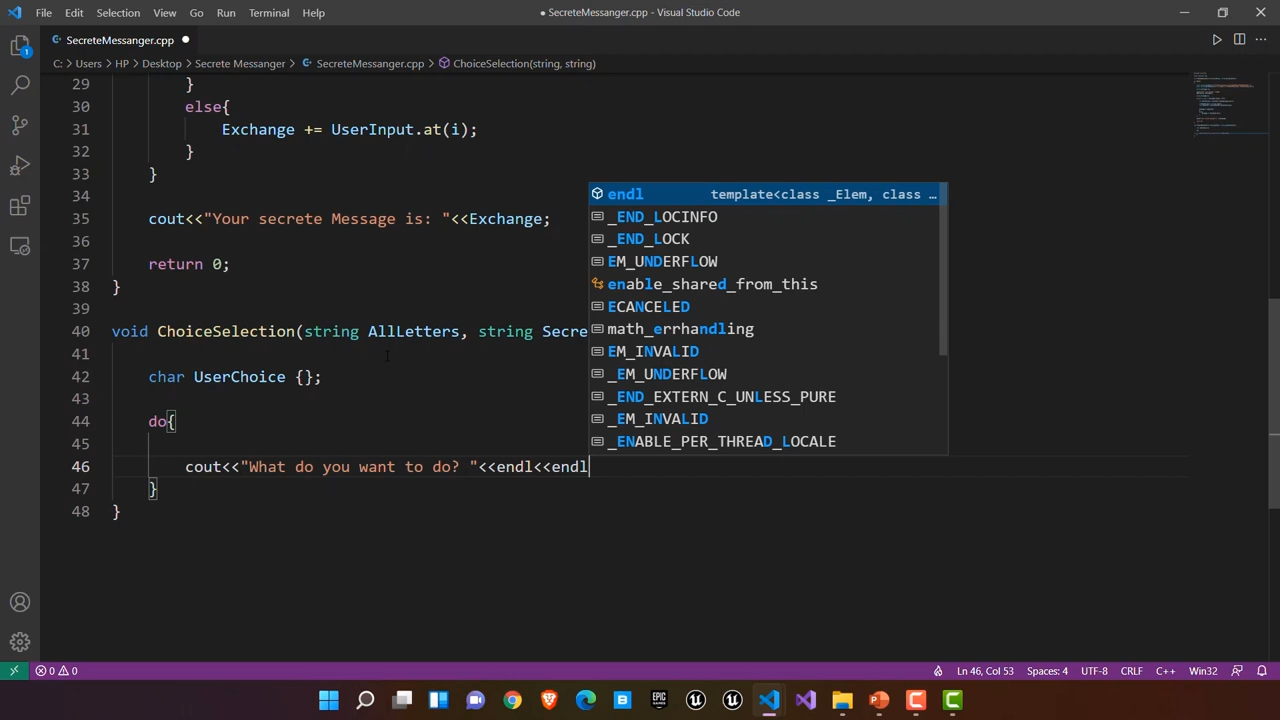 File Edit Selection View Go Run Terminal Help
● SecreteMessanger.cpp - Visual Studio Code
SecreteMessanger.cpp ●
C: > Users > HP > Desktop > Secrete Messanger > SecreteMessanger.cpp > ChoiceSelection(string, string)
29 }
30 else{
31 Exchange += UserInput.at(i);
32 }
33 }
34
35 cout<<"Your secrete Message is: "<<Exchange;
36
37 return 0;
38 }
39
40 void ChoiceSelection(string AllLetters, string Secre
41
42 char UserChoice {};
43
44 do{
45
46 cout<<"What do you want to do? "<<endl<<endl
47 }
48 }
endl template<class _Elem, class …
_END_LOCINFO
_END_LOCK
EM_UNDERFLOW
enable_shared_from_this
ECANCELED
math_errhandling
EM_INVALID
_EM_UNDERFLOW
_END_EXTERN_C_UNLESS_PURE
_EM_INVALID
_ENABLE_PER_THREAD_LOCALE
1
0 0
Ln 46, Col 53 Spaces: 4 UTF-8 CRLF C++ Win32
EPIC GAMES